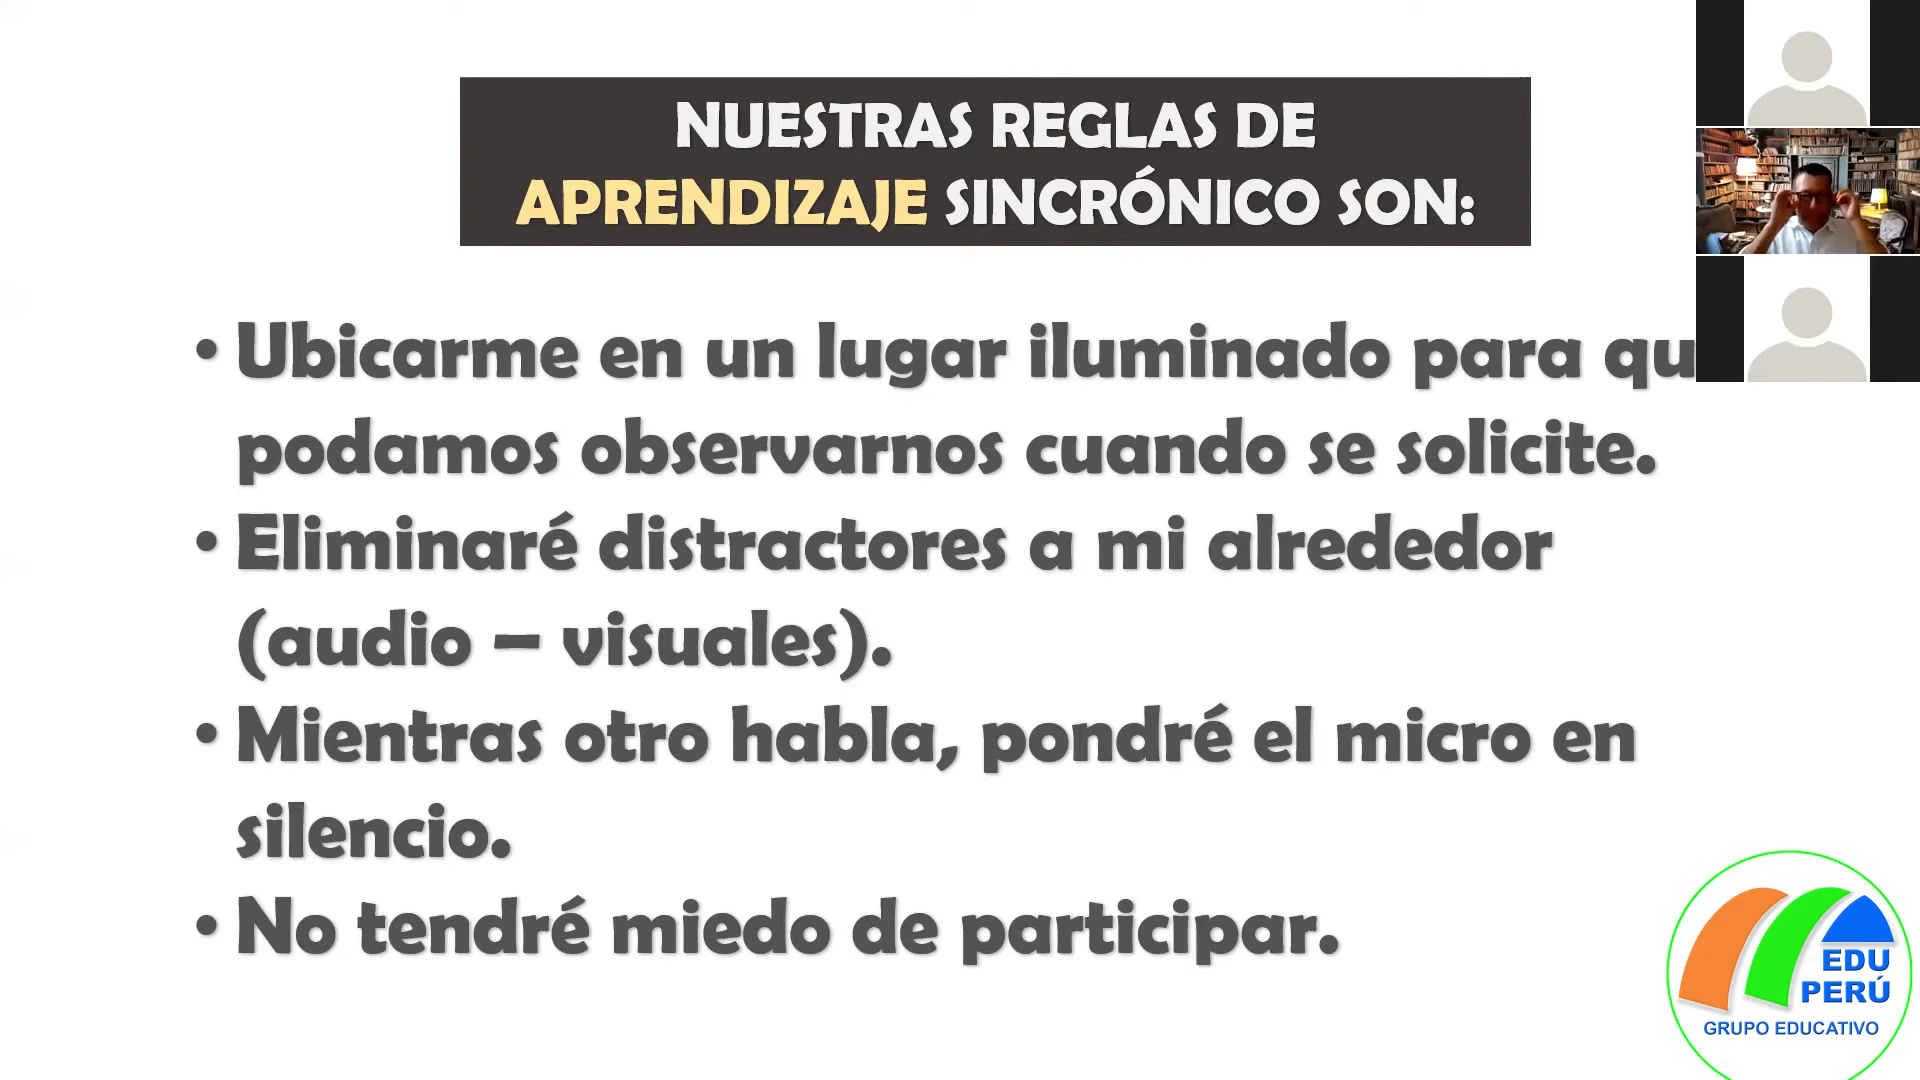 NUESTRAS REGLAS DE
APRENDIZAJE SINCRÓNICO SON:
• Ubicarme en un lugar iluminado para qu
podamos observarnos cuando se solicite.
• Eliminaré distractores a mi alrededor
(audio – visuales).
• Mientras otro habla, pondré el micro en
silencio.
• No tendré miedo de participar.
EDU
PERÚ
GRUPO EDUCATIVO